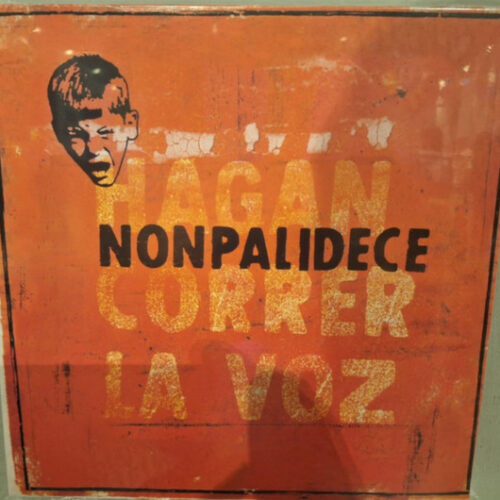 HAGAN
NONPALIDECE
CORRER
LA VOZ